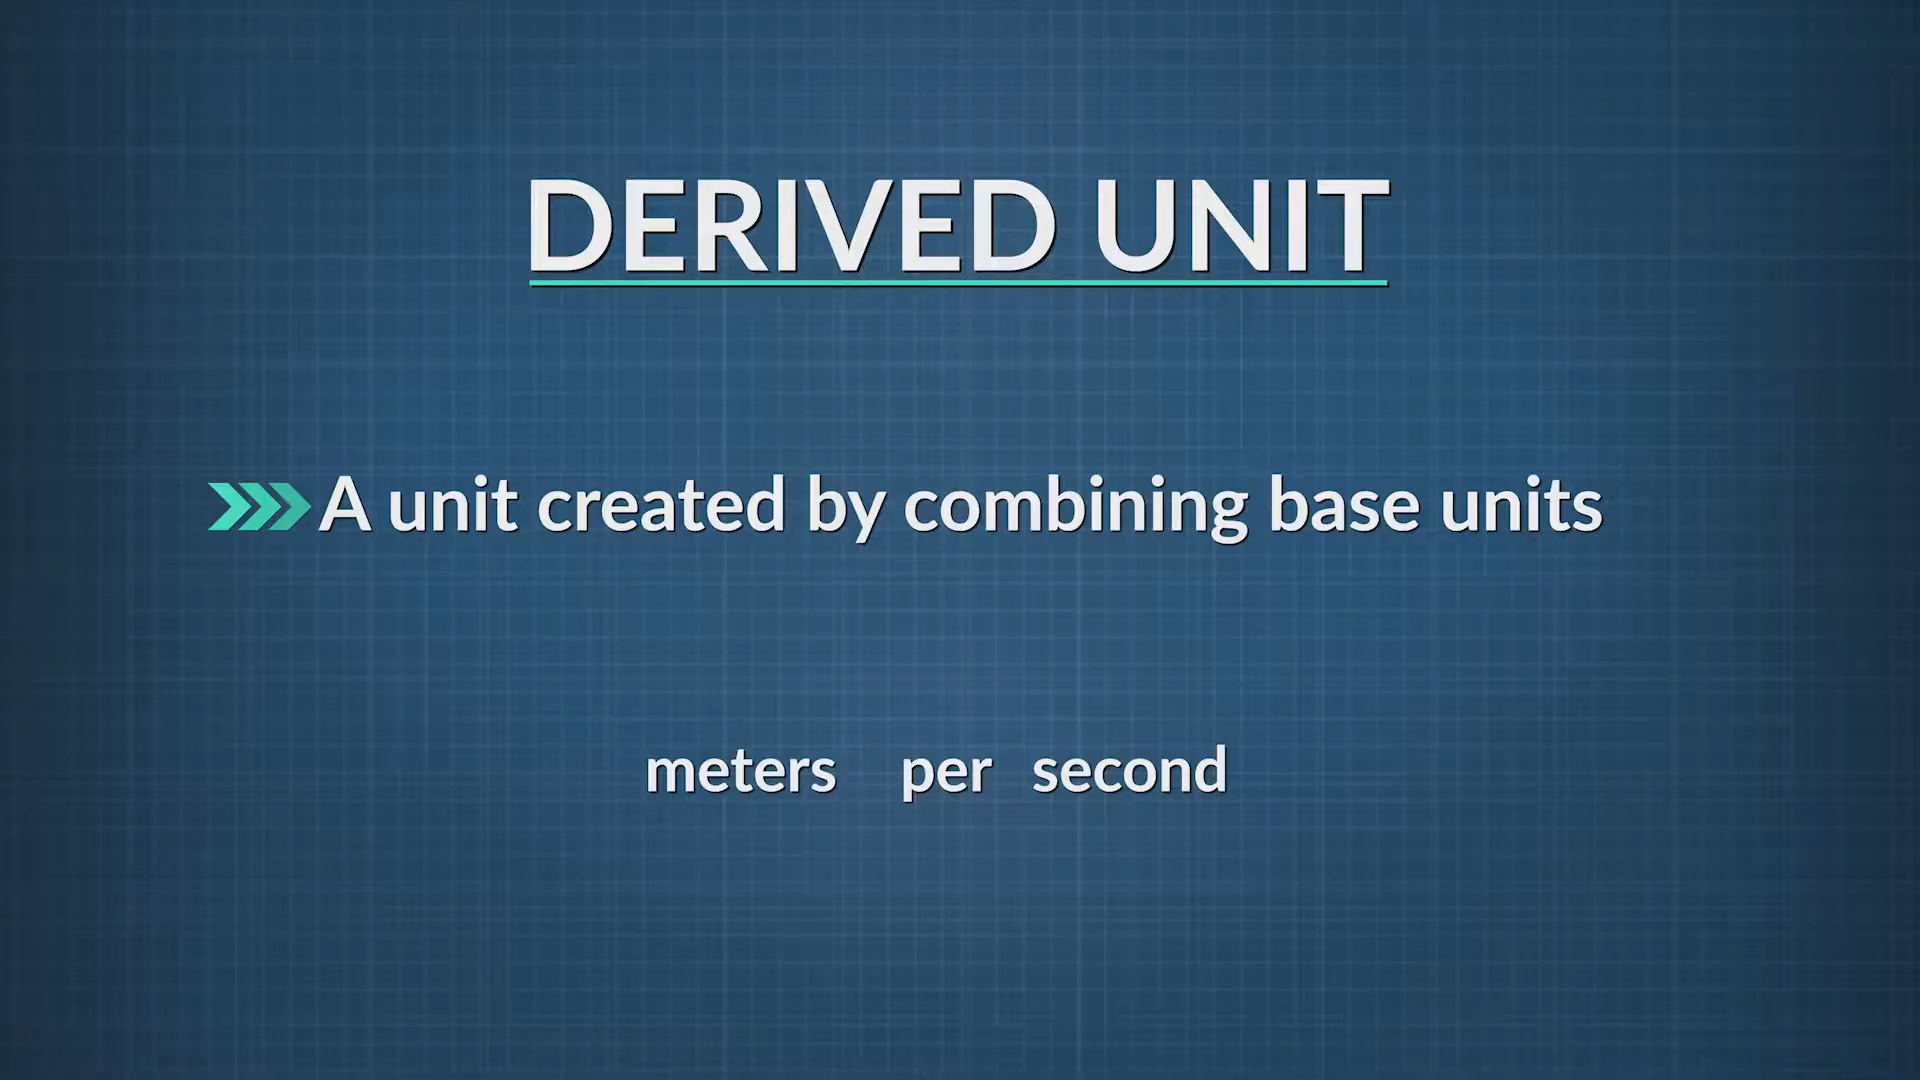 DERIVED UNIT
A unit created by combining base units
meters per second